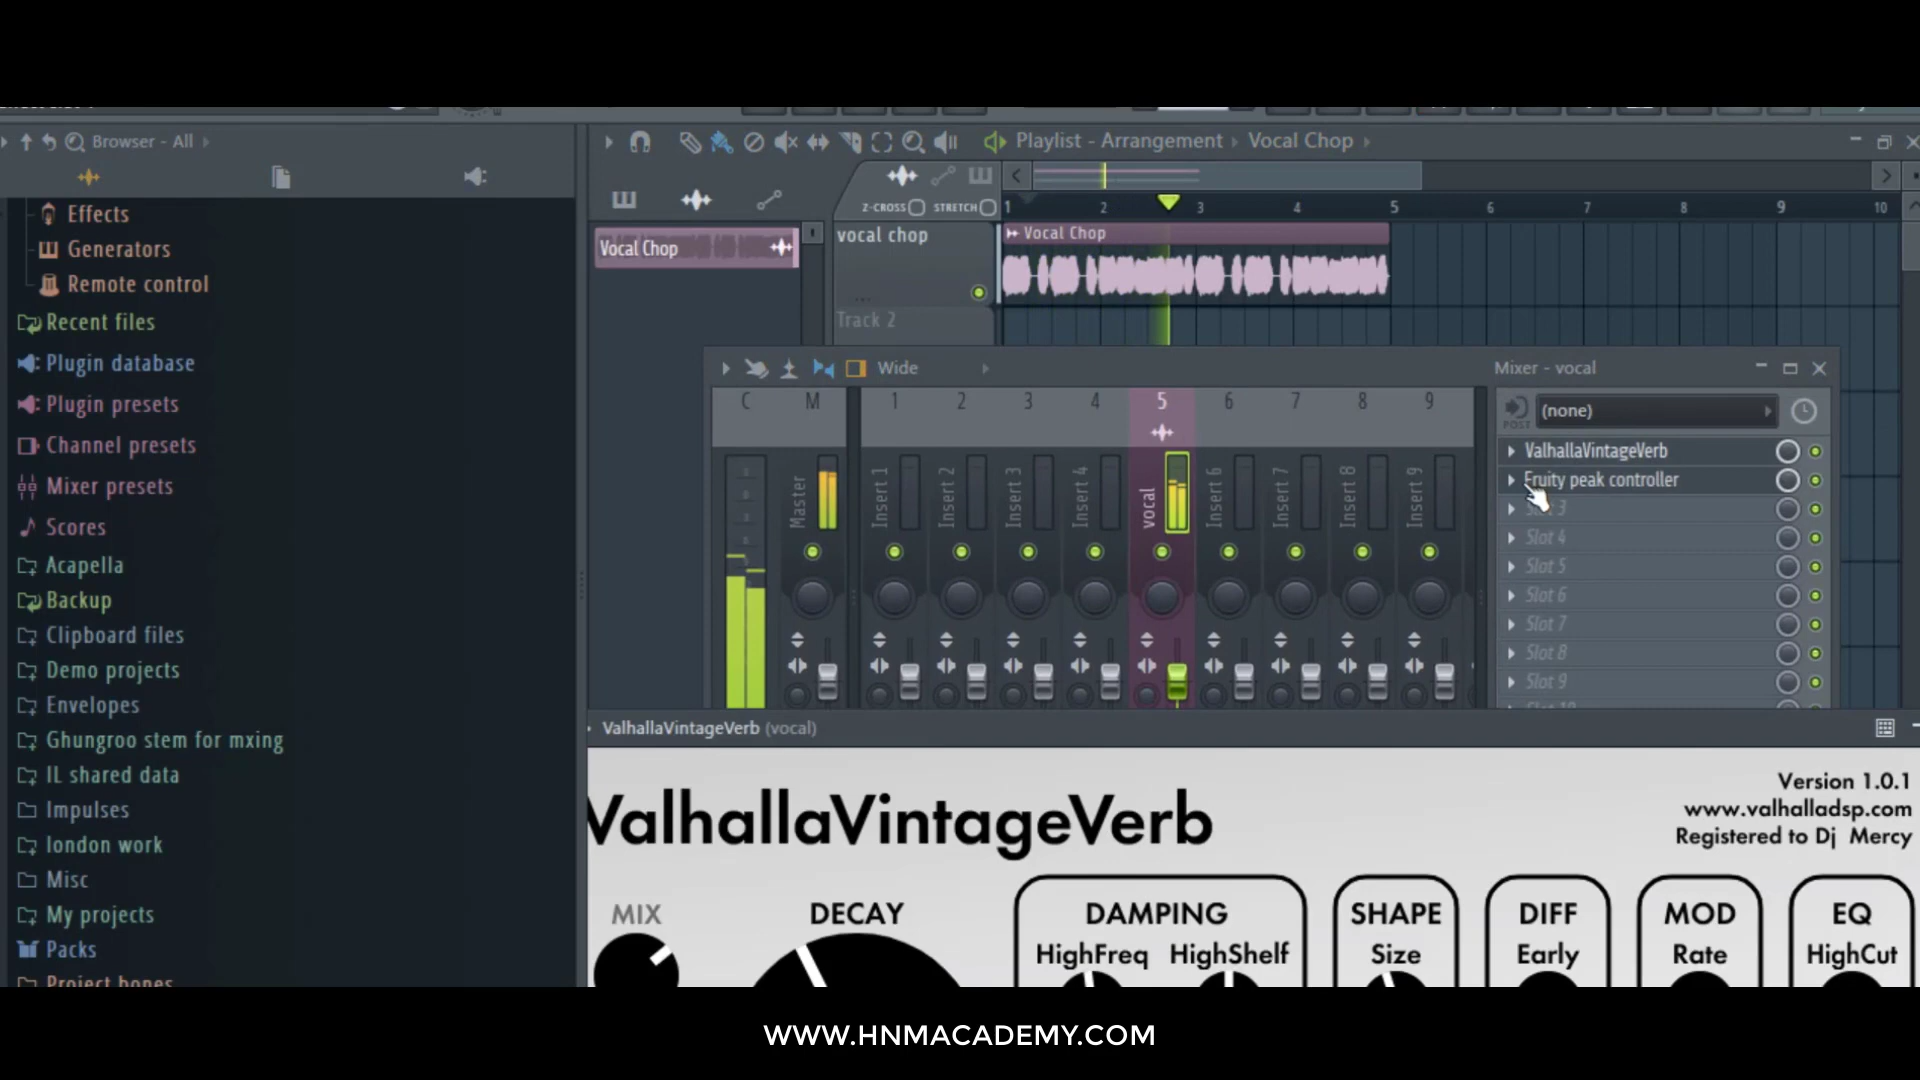 Browser - All
Effects
Generators
Remote control
Recent files
Plugin database
Plugin presets
Channel presets
Mixer presets
Scores
Acapella
Backup
Clipboard files
Demo projects
Envelopes
Ghungroo stem for mxing
IL shared data
Impulses
london work
Misc
My projects
Packs
Project bones
Playlist - Arrangement Vocal Chop
Z-CROSS STRETCH
1 2 3 4 5 6 7 8 9 10
Vocal Chop
vocal chop
Vocal Chop
Track 2
Wide
Mixer - vocal
C M 1 2 3 4 5 6 7 8 9
Master
Insert 1
Insert 2
Insert 3
Insert 4
vocal
Insert 6
Insert 7
Insert 8
Insert 9
POST
(none)
ValhallaVintageVerb
Fruity peak controller
Slot 3
Slot 4
Slot 5
Slot 6
Slot 7
Slot 8
Slot 9
Slot 10
ValhallaVintageVerb (vocal)
ValhallaVintageVerb
Version 1.0.1
www.valhalladsp.com
Registered to Dj Mercy
MIX DECAY DAMPING SHAPE DIFF MOD EQ
HighFreq HighShelf Size Early Rate HighCut
WWW.HNMACADEMY.COM